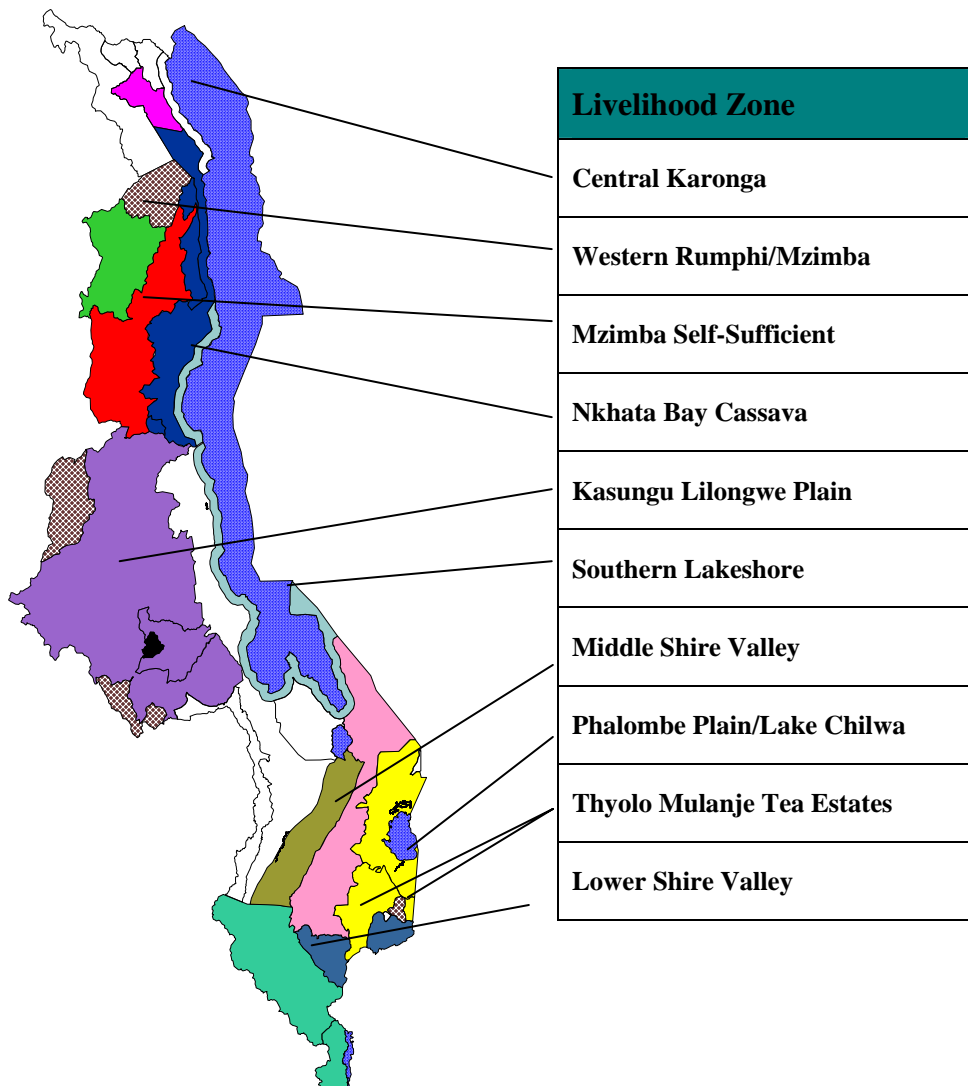 Livelihood Zone
Central Karonga
Western Rumphi/Mzimba
Mzimba Self-Sufficient
Nkhata Bay Cassava
Kasungu Lilongwe Plain
Southern Lakeshore
Middle Shire Valley
Phalombe Plain/Lake Chilwa
Thyolo Mulanje Tea Estates
Lower Shire Valley